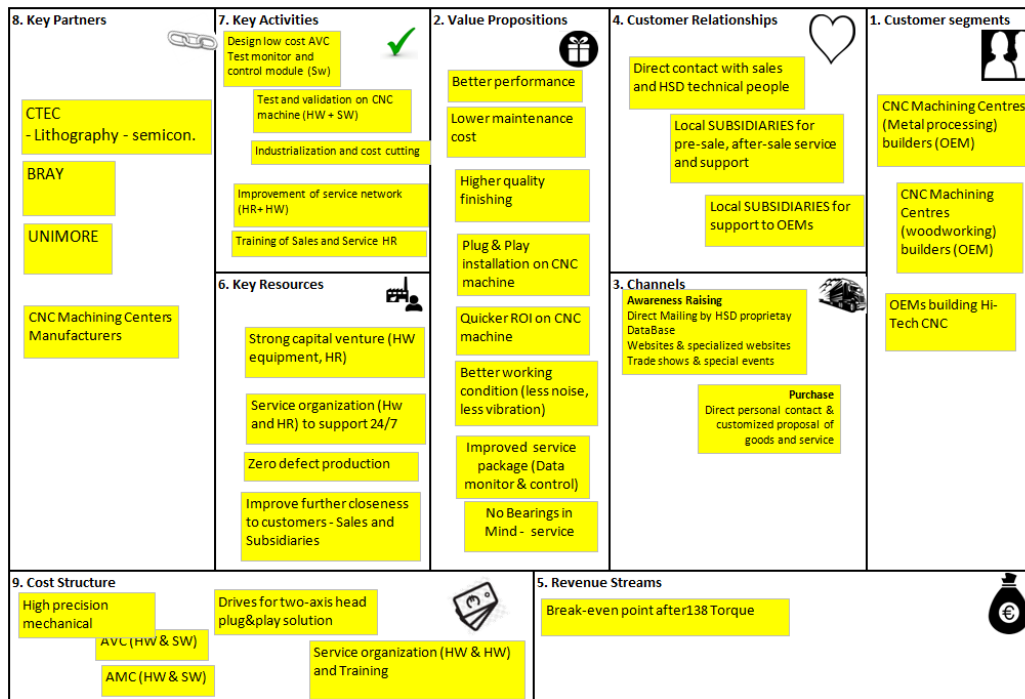 8. Key Partners
CTEC
- Lithography - semicon.
BRAY
UNIMORE
CNC Machining Centers
Manufacturers
7. Key Activities
Design low cost AVC
Test monitor and
control module (Sw)
Test and validation on CNC
machine (HW + SW)
Industrialization and cost cutting
Improvement of service network
(HR+ HW)
Training of Sales and Service HR
6. Key Resources
Strong capital venture (HW
equipment, HR)
Service organization (Hw
and HR) to support 24/7
Zero defect production
Improve further closeness
to customers - Sales and
Subsidiaries
2. Value Propositions
Better performance
Lower maintenance
cost
Higher quality
finishing
Plug & Play
installation on CNC
machine
Quicker ROI on CNC
machine
Better working
condition (less noise,
less vibration)
Improved service
package (Data
monitor & control)
No Bearings in
Mind - service
4. Customer Relationships
Direct contact with sales
and HSD technical people
Local SUBSIDIARIES for
pre-sale, after-sale service
and support
Local SUBSIDIARIES for
support to OEMs
3. Channels
Awareness Raising
Direct Mailing by HSD proprietay
DataBase
Websites & specialized websites
Trade shows & special events
Purchase
Direct personal contact &
customized proposal of
goods and service
1. Customer segments
CNC Machining Centres
(Metal processing)
builders (OEM)
CNC Machining
Centres
(woodworking)
builders (OEM)
OEMs building Hi-
Tech CNC
9. Cost Structure
High precision
mechanical
AVC (HW & SW)
AMC (HW & SW)
Drives for two-axis head
plug&play solution
Service organization (HW & HW)
and Training
€
5. Revenue Streams
Break-even point after138 Torque
€